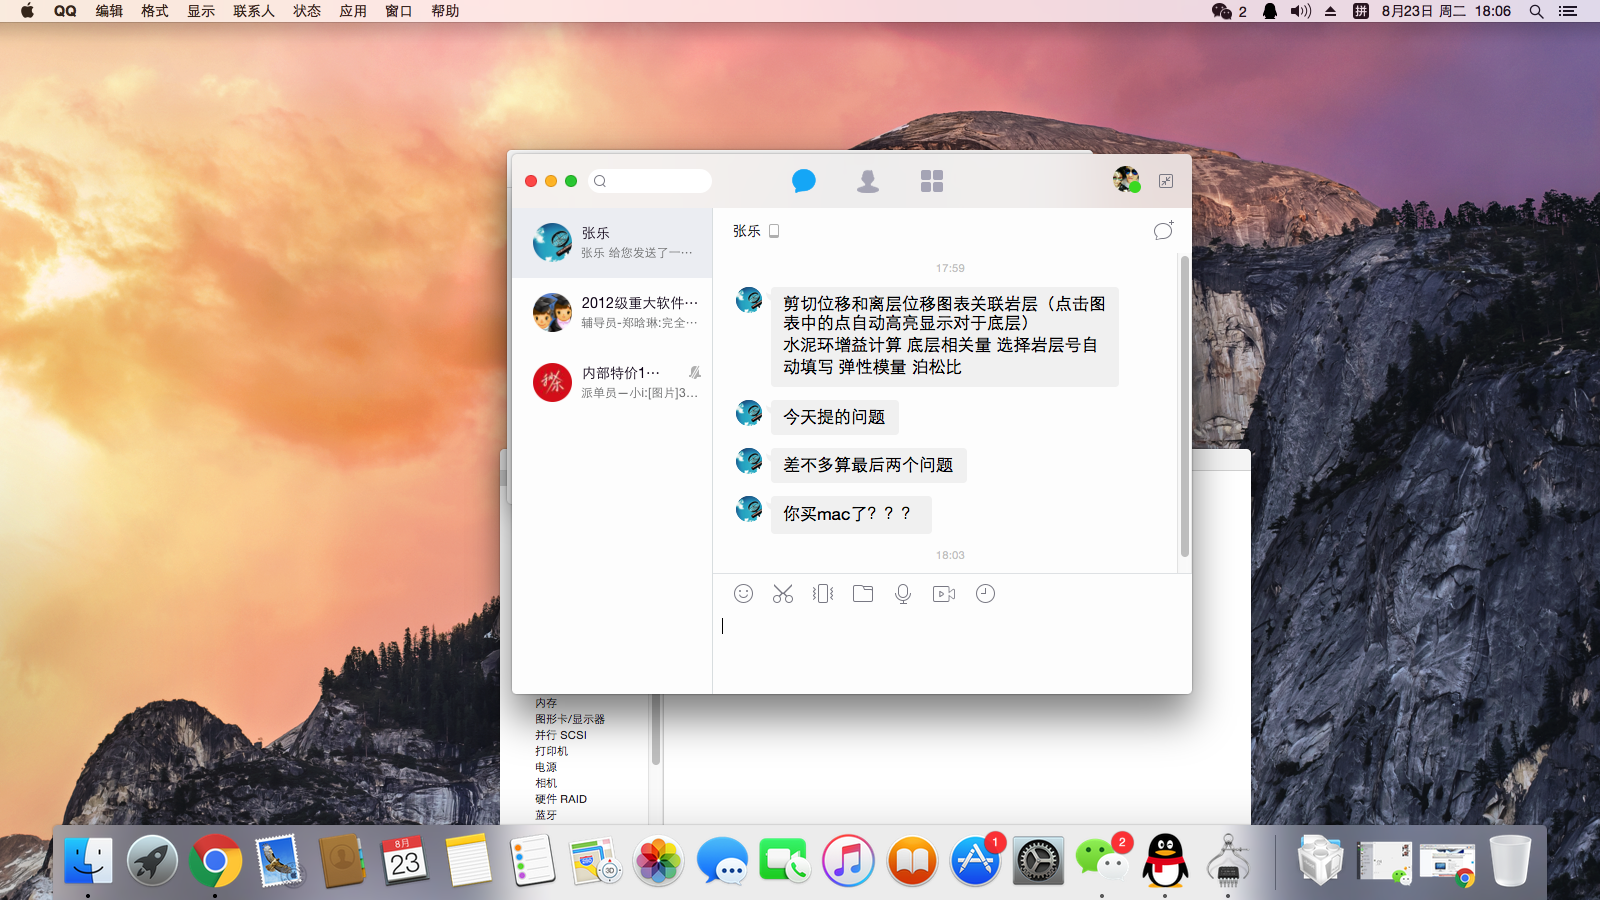 QQ 编辑 格式 显示 联系人 状态 应用 窗口 帮助
2 拼 8月23日 周二 18:06
张乐
张乐 给您发送了一…
2012级重大软件…
辅导员-郑晗琳:完全…
内部特价1…
派单员一小i:[图片]3…
张乐
17:59
剪切位移和离层位移图表关联岩层（点击图
表中的点自动高亮显示对于底层）
水泥环增益计算 底层相关量 选择岩层号自
动填写 弹性模量 泊松比
今天提的问题
差不多算最后两个问题
你买mac了？？？
18:03
内存
图形卡/显示器
并行 SCSI
打印机
电源
相机
硬件 RAID
蓝牙
8月
23
3D
1
2